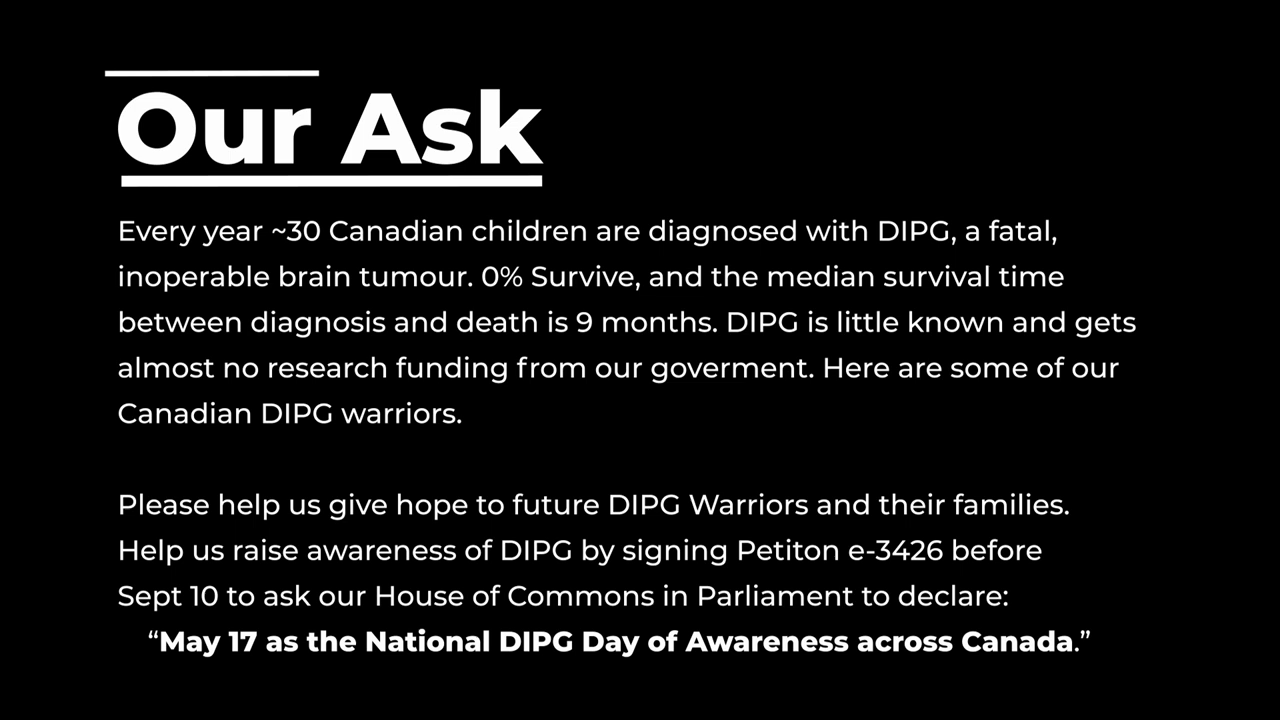 Our Ask
Every year ~30 Canadian children are diagnosed with DIPG, a fatal,
inoperable brain tumour. 0% Survive, and the median survival time
between diagnosis and death is 9 months. DIPG is little known and gets
almost no research funding from our goverment. Here are some of our
Canadian DIPG warriors.
Please help us give hope to future DIPG Warriors and their families.
Help us raise awareness of DIPG by signing Petiton e-3426 before
Sept 10 to ask our House of Commons in Parliament to declare:
“May 17 as the National DIPG Day of Awareness across Canada.”